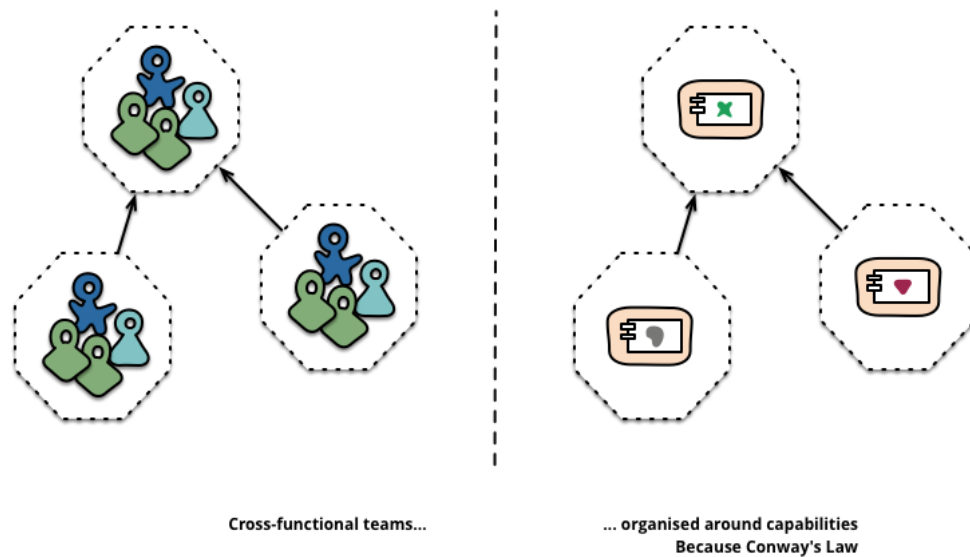 Cross-functional teams...
... organised around capabilities
Because Conway's Law